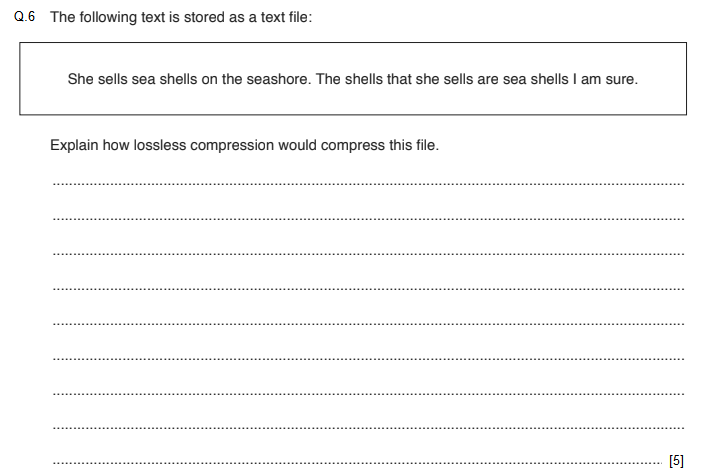 Q.6 The following text is stored as a text file:
She sells sea shells on the seashore. The shells that she sells are sea shells I am sure.
Explain how lossless compression would compress this file.
[5]